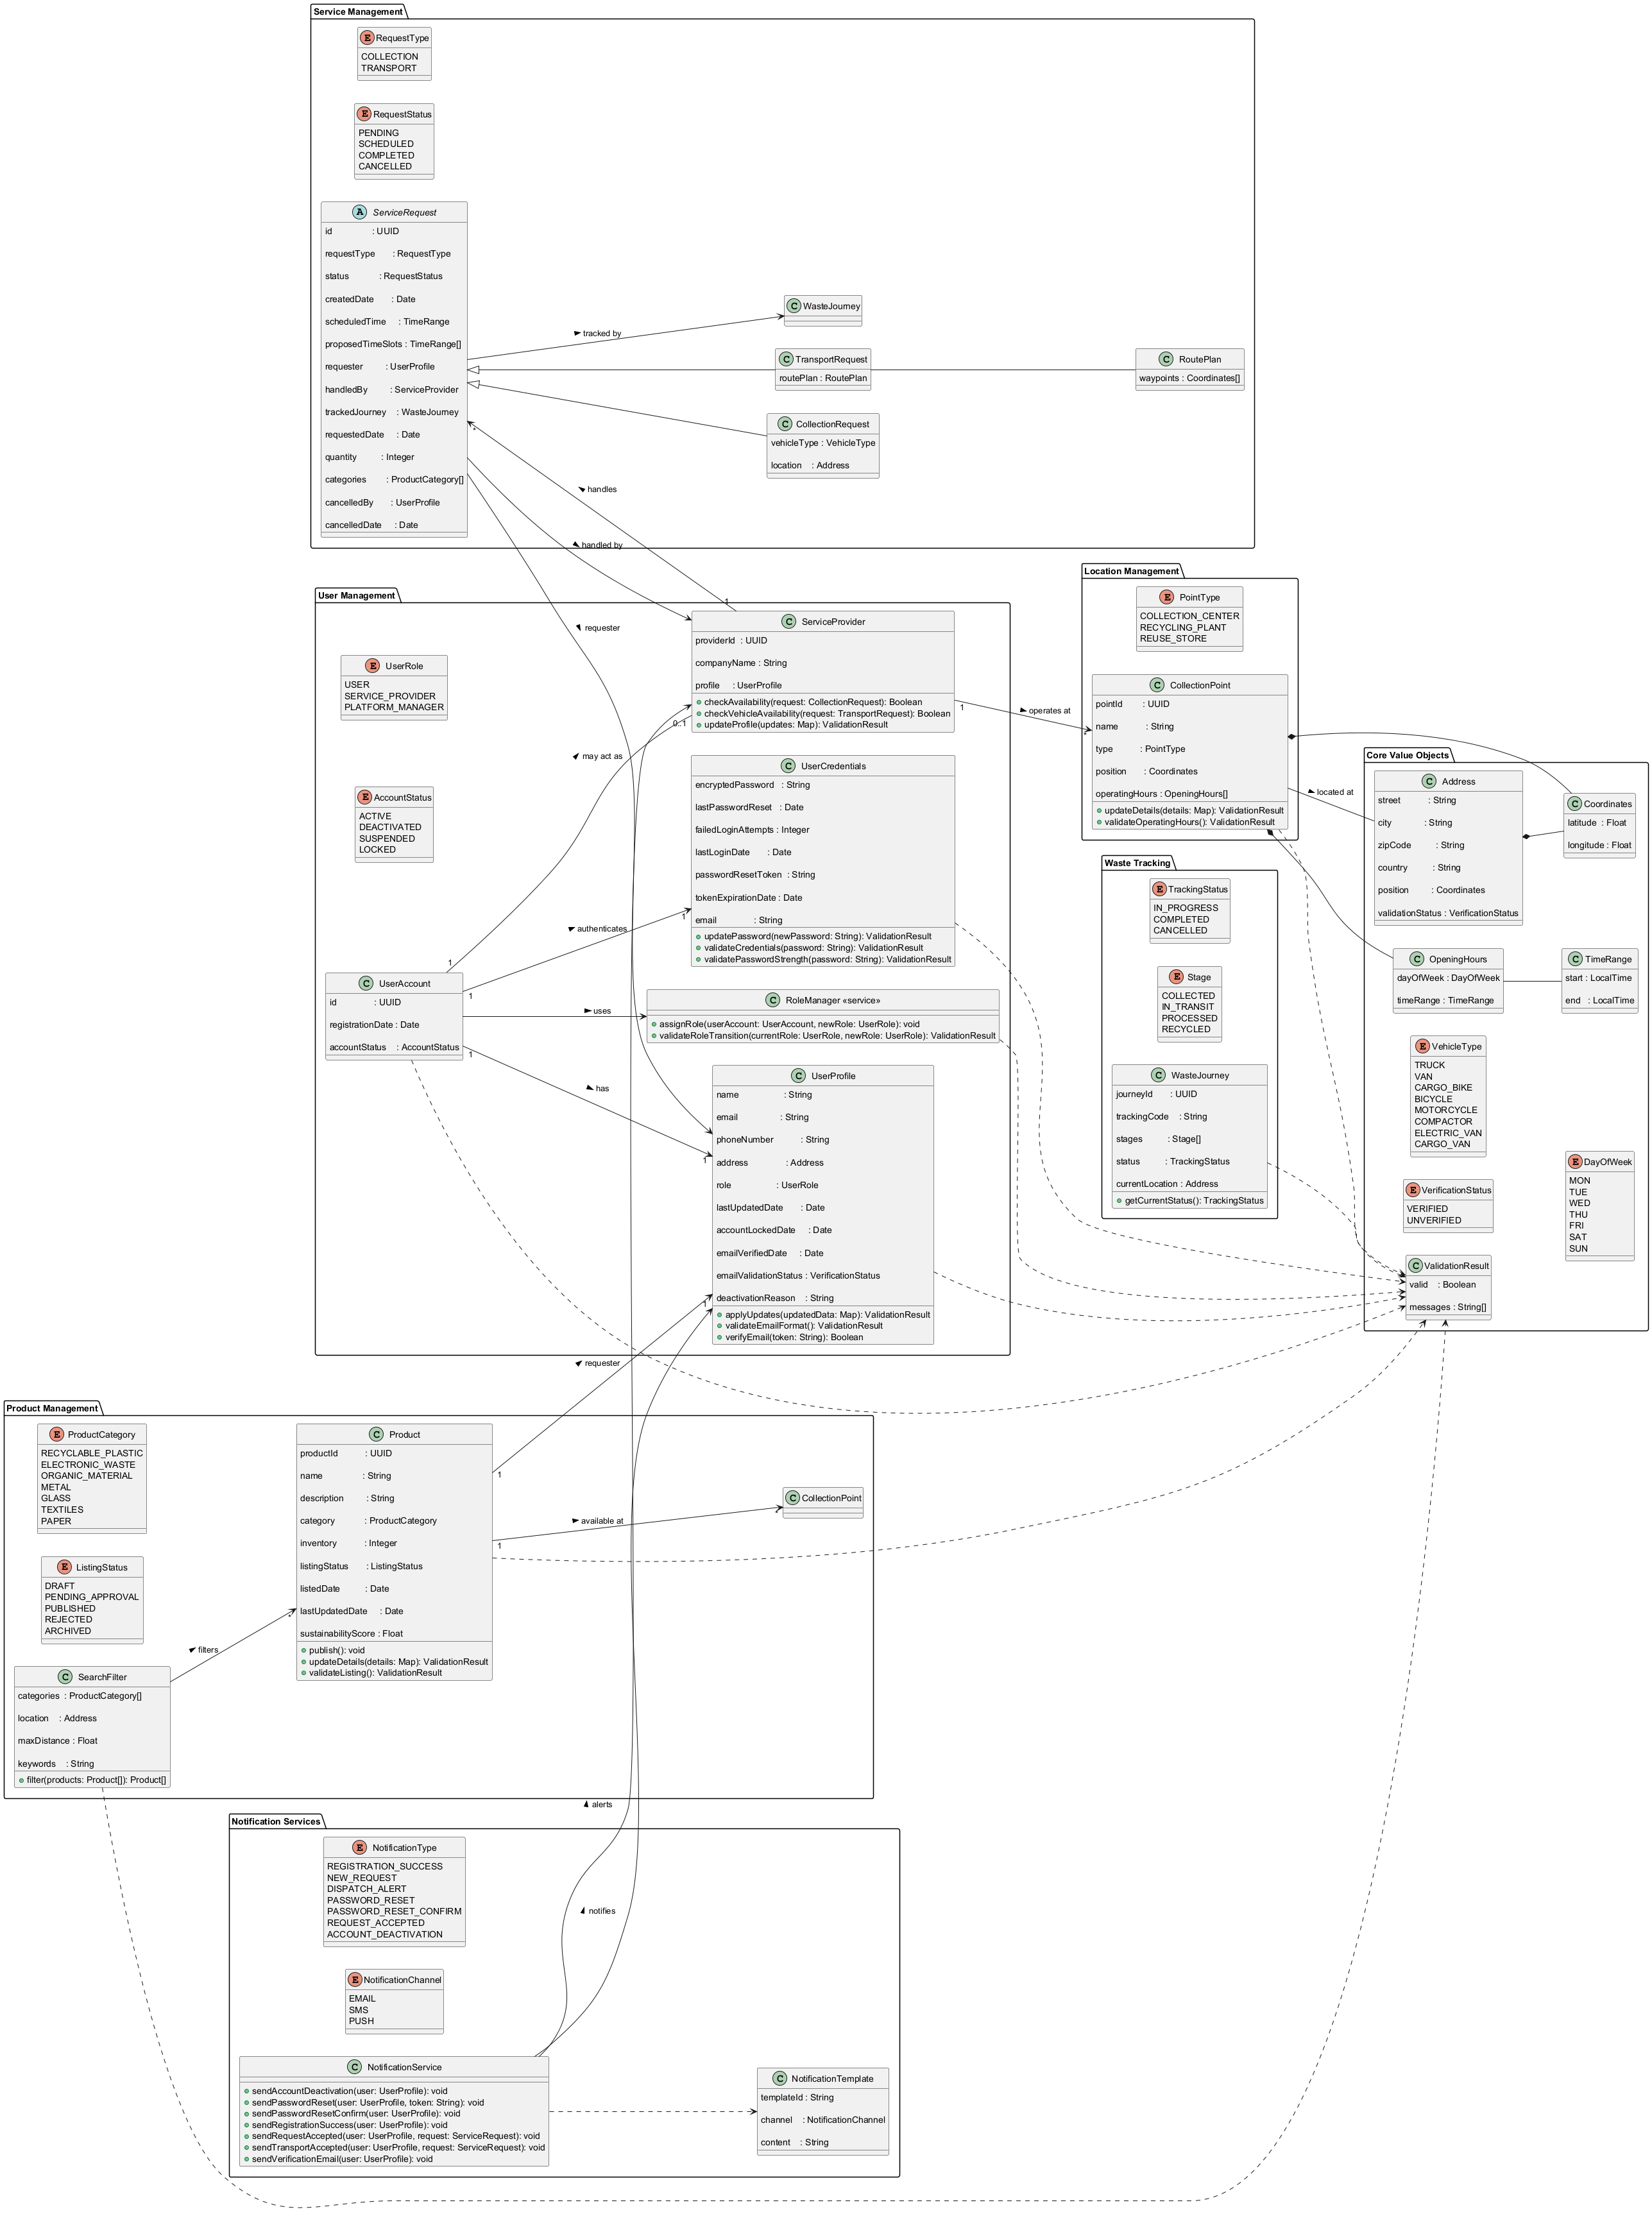 Service Management
E RequestType
COLLECTION
TRANSPORT
E RequestStatus
PENDING
SCHEDULED
COMPLETED
CANCELLED
A ServiceRequest
id : UUID
requestType : RequestType
status : RequestStatus
createdDate : Date
scheduledTime : TimeRange
proposedTimeSlots : TimeRange[]
requester : UserProfile
handledBy : ServiceProvider
trackedJourney : WasteJourney
requestedDate : Date
quantity : Integer
categories : ProductCategory[]
cancelledBy : UserProfile
cancelledDate : Date
tracked by
C WasteJourney
C TransportRequest
routePlan : RoutePlan
C RoutePlan
waypoints : Coordinates[]
C CollectionRequest
vehicleType : VehicleType
location : Address
*
handles
handled by
requester
1
User Management
E UserRole
USER
SERVICE_PROVIDER
PLATFORM_MANAGER
E AccountStatus
ACTIVE
DEACTIVATED
SUSPENDED
LOCKED
C ServiceProvider
providerId : UUID
companyName : String
profile : UserProfile
checkAvailability(request: CollectionRequest): Boolean
checkVehicleAvailability(request: TransportRequest): Boolean
updateProfile(updates: Map): ValidationResult
0..1
may act as
1
C UserCredentials
encryptedPassword : String
lastPasswordReset : Date
failedLoginAttempts : Integer
lastLoginDate : Date
passwordResetToken : String
tokenExpirationDate : Date
email : String
updatePassword(newPassword: String): ValidationResult
validateCredentials(password: String): ValidationResult
validatePasswordStrength(password: String): ValidationResult
authenticates
1
1
C UserAccount
id : UUID
registrationDate : Date
accountStatus : AccountStatus
uses
C RoleManager «service»
assignRole(userAccount: UserAccount, newRole: UserRole): void
validateRoleTransition(currentRole: UserRole, newRole: UserRole): ValidationResult
1
has
1
C UserProfile
name : String
email : String
phoneNumber : String
address : Address
role : UserRole
lastUpdatedDate : Date
accountLockedDate : Date
emailVerifiedDate : Date
emailValidationStatus : VerificationStatus
deactivationReason : String
applyUpdates(updatedData: Map): ValidationResult
validateEmailFormat(): ValidationResult
verifyEmail(token: String): Boolean
1
operates at
*
Location Management
E PointType
COLLECTION_CENTER
RECYCLING_PLANT
REUSE_STORE
C CollectionPoint
pointId : UUID
name : String
type : PointType
position : Coordinates
operatingHours : OpeningHours[]
updateDetails(details: Map): ValidationResult
validateOperatingHours(): ValidationResult
located at
Waste Tracking
E TrackingStatus
IN_PROGRESS
COMPLETED
CANCELLED
E Stage
COLLECTED
IN_TRANSIT
PROCESSED
RECYCLED
C WasteJourney
journeyId : UUID
trackingCode : String
stages : Stage[]
status : TrackingStatus
currentLocation : Address
getCurrentStatus(): TrackingStatus
Core Value Objects
C Address
street : String
city : String
zipCode : String
country : String
position : Coordinates
validationStatus : VerificationStatus
C Coordinates
latitude : Float
longitude : Float
C OpeningHours
dayOfWeek : DayOfWeek
timeRange : TimeRange
C TimeRange
start : LocalTime
end : LocalTime
E VehicleType
TRUCK
VAN
CARGO_BIKE
BICYCLE
MOTORCYCLE
COMPACTOR
ELECTRIC_VAN
CARGO_VAN
E VerificationStatus
VERIFIED
UNVERIFIED
E DayOfWeek
MON
TUE
WED
THU
FRI
SAT
SUN
C ValidationResult
valid : Boolean
messages : String[]
1
requester
Product Management
E ProductCategory
RECYCLABLE_PLASTIC
ELECTRONIC_WASTE
ORGANIC_MATERIAL
METAL
GLASS
TEXTILES
PAPER
E ListingStatus
DRAFT
PENDING_APPROVAL
PUBLISHED
REJECTED
ARCHIVED
C SearchFilter
categories : ProductCategory[]
location : Address
maxDistance : Float
keywords : String
filter(products: Product[]): Product[]
filters
*
C Product
productId : UUID
name : String
description : String
category : ProductCategory
inventory : Integer
listingStatus : ListingStatus
listedDate : Date
lastUpdatedDate : Date
sustainabilityScore : Float
publish(): void
updateDetails(details: Map): ValidationResult
validateListing(): ValidationResult
1
1
available at
*
C CollectionPoint
alerts
Notification Services
E NotificationType
REGISTRATION_SUCCESS
NEW_REQUEST
DISPATCH_ALERT
PASSWORD_RESET
PASSWORD_RESET_CONFIRM
REQUEST_ACCEPTED
ACCOUNT_DEACTIVATION
notifies
E NotificationChannel
EMAIL
SMS
PUSH
C NotificationService
sendAccountDeactivation(user: UserProfile): void
sendPasswordReset(user: UserProfile, token: String): void
sendPasswordResetConfirm(user: UserProfile): void
sendRegistrationSuccess(user: UserProfile): void
sendRequestAccepted(user: UserProfile, request: ServiceRequest): void
sendTransportAccepted(user: UserProfile, request: ServiceRequest): void
sendVerificationEmail(user: UserProfile): void
C NotificationTemplate
templateId : String
channel : NotificationChannel
content : String